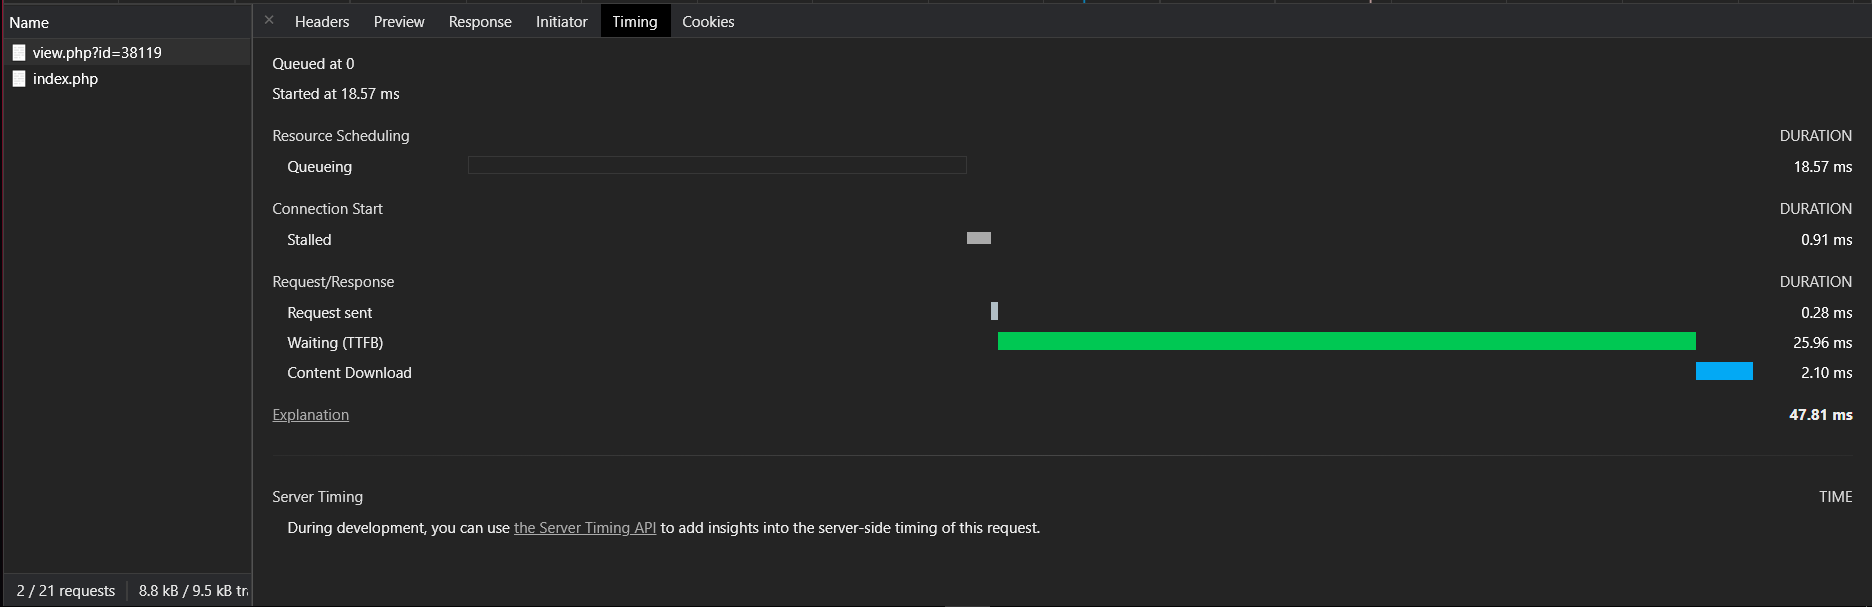 Name
× Headers Preview Response Initiator Timing Cookies
view.php?id=38119
index.php
Queued at 0
Started at 18.57 ms
Resource Scheduling DURATION
Queueing 18.57 ms
Connection Start DURATION
Stalled 0.91 ms
Request/Response DURATION
Request sent 0.28 ms
Waiting (TTFB) 25.96 ms
Content Download 2.10 ms
Explanation 47.81 ms
Server Timing TIME
During development, you can use the Server Timing API to add insights into the server-side timing of this request.
2 / 21 requests 8.8 kB / 9.5 kB